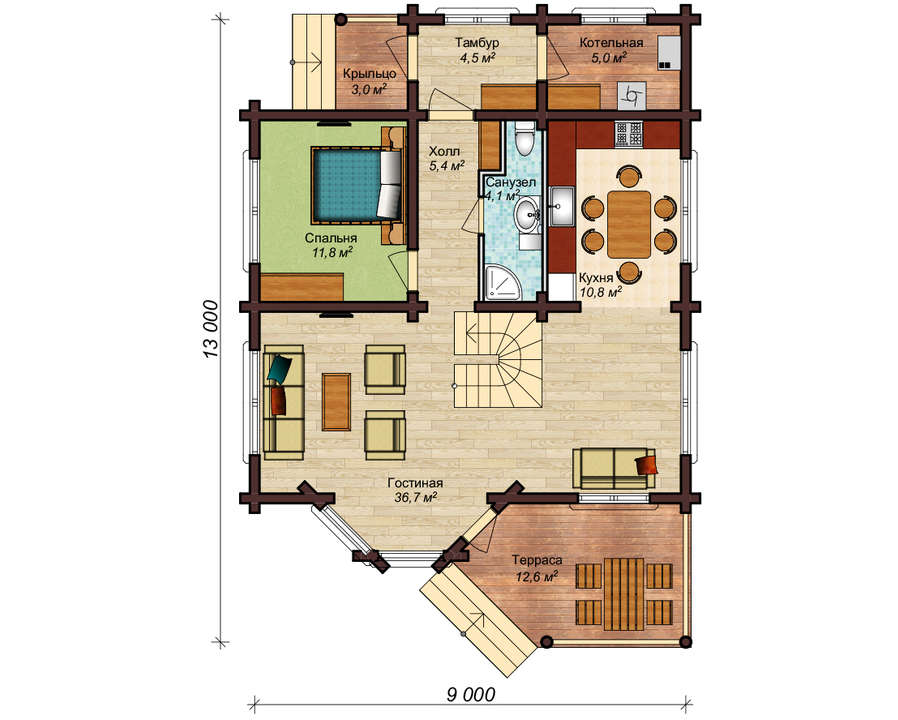 Тамбур
4,5 м²
Котельная
5,0 м²
Крыльцо
3,0 м²
Холл
5,4 м²
Санузел
4,1 м²
Спальня
11,8 м²
Кухня
10,8 м²
13 000
Гостиная
36,7 м²
Терраса
12,6 м²
9 000